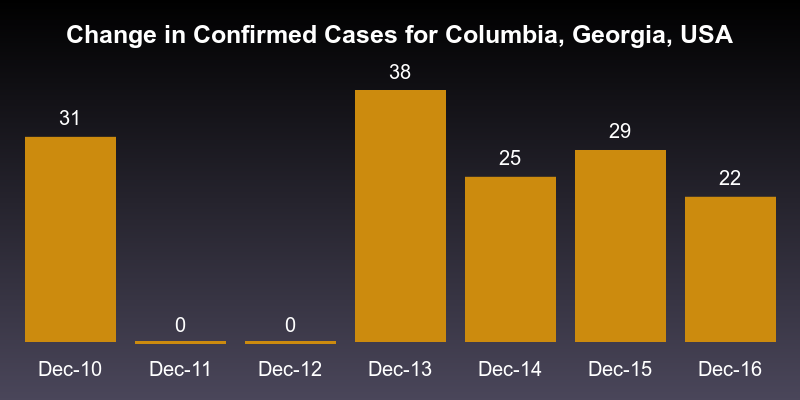 Change in Confirmed Cases for Columbia, Georgia, USA
31
0
0
38
25
29
22
Dec-10
Dec-11
Dec-12
Dec-13
Dec-14
Dec-15
Dec-16